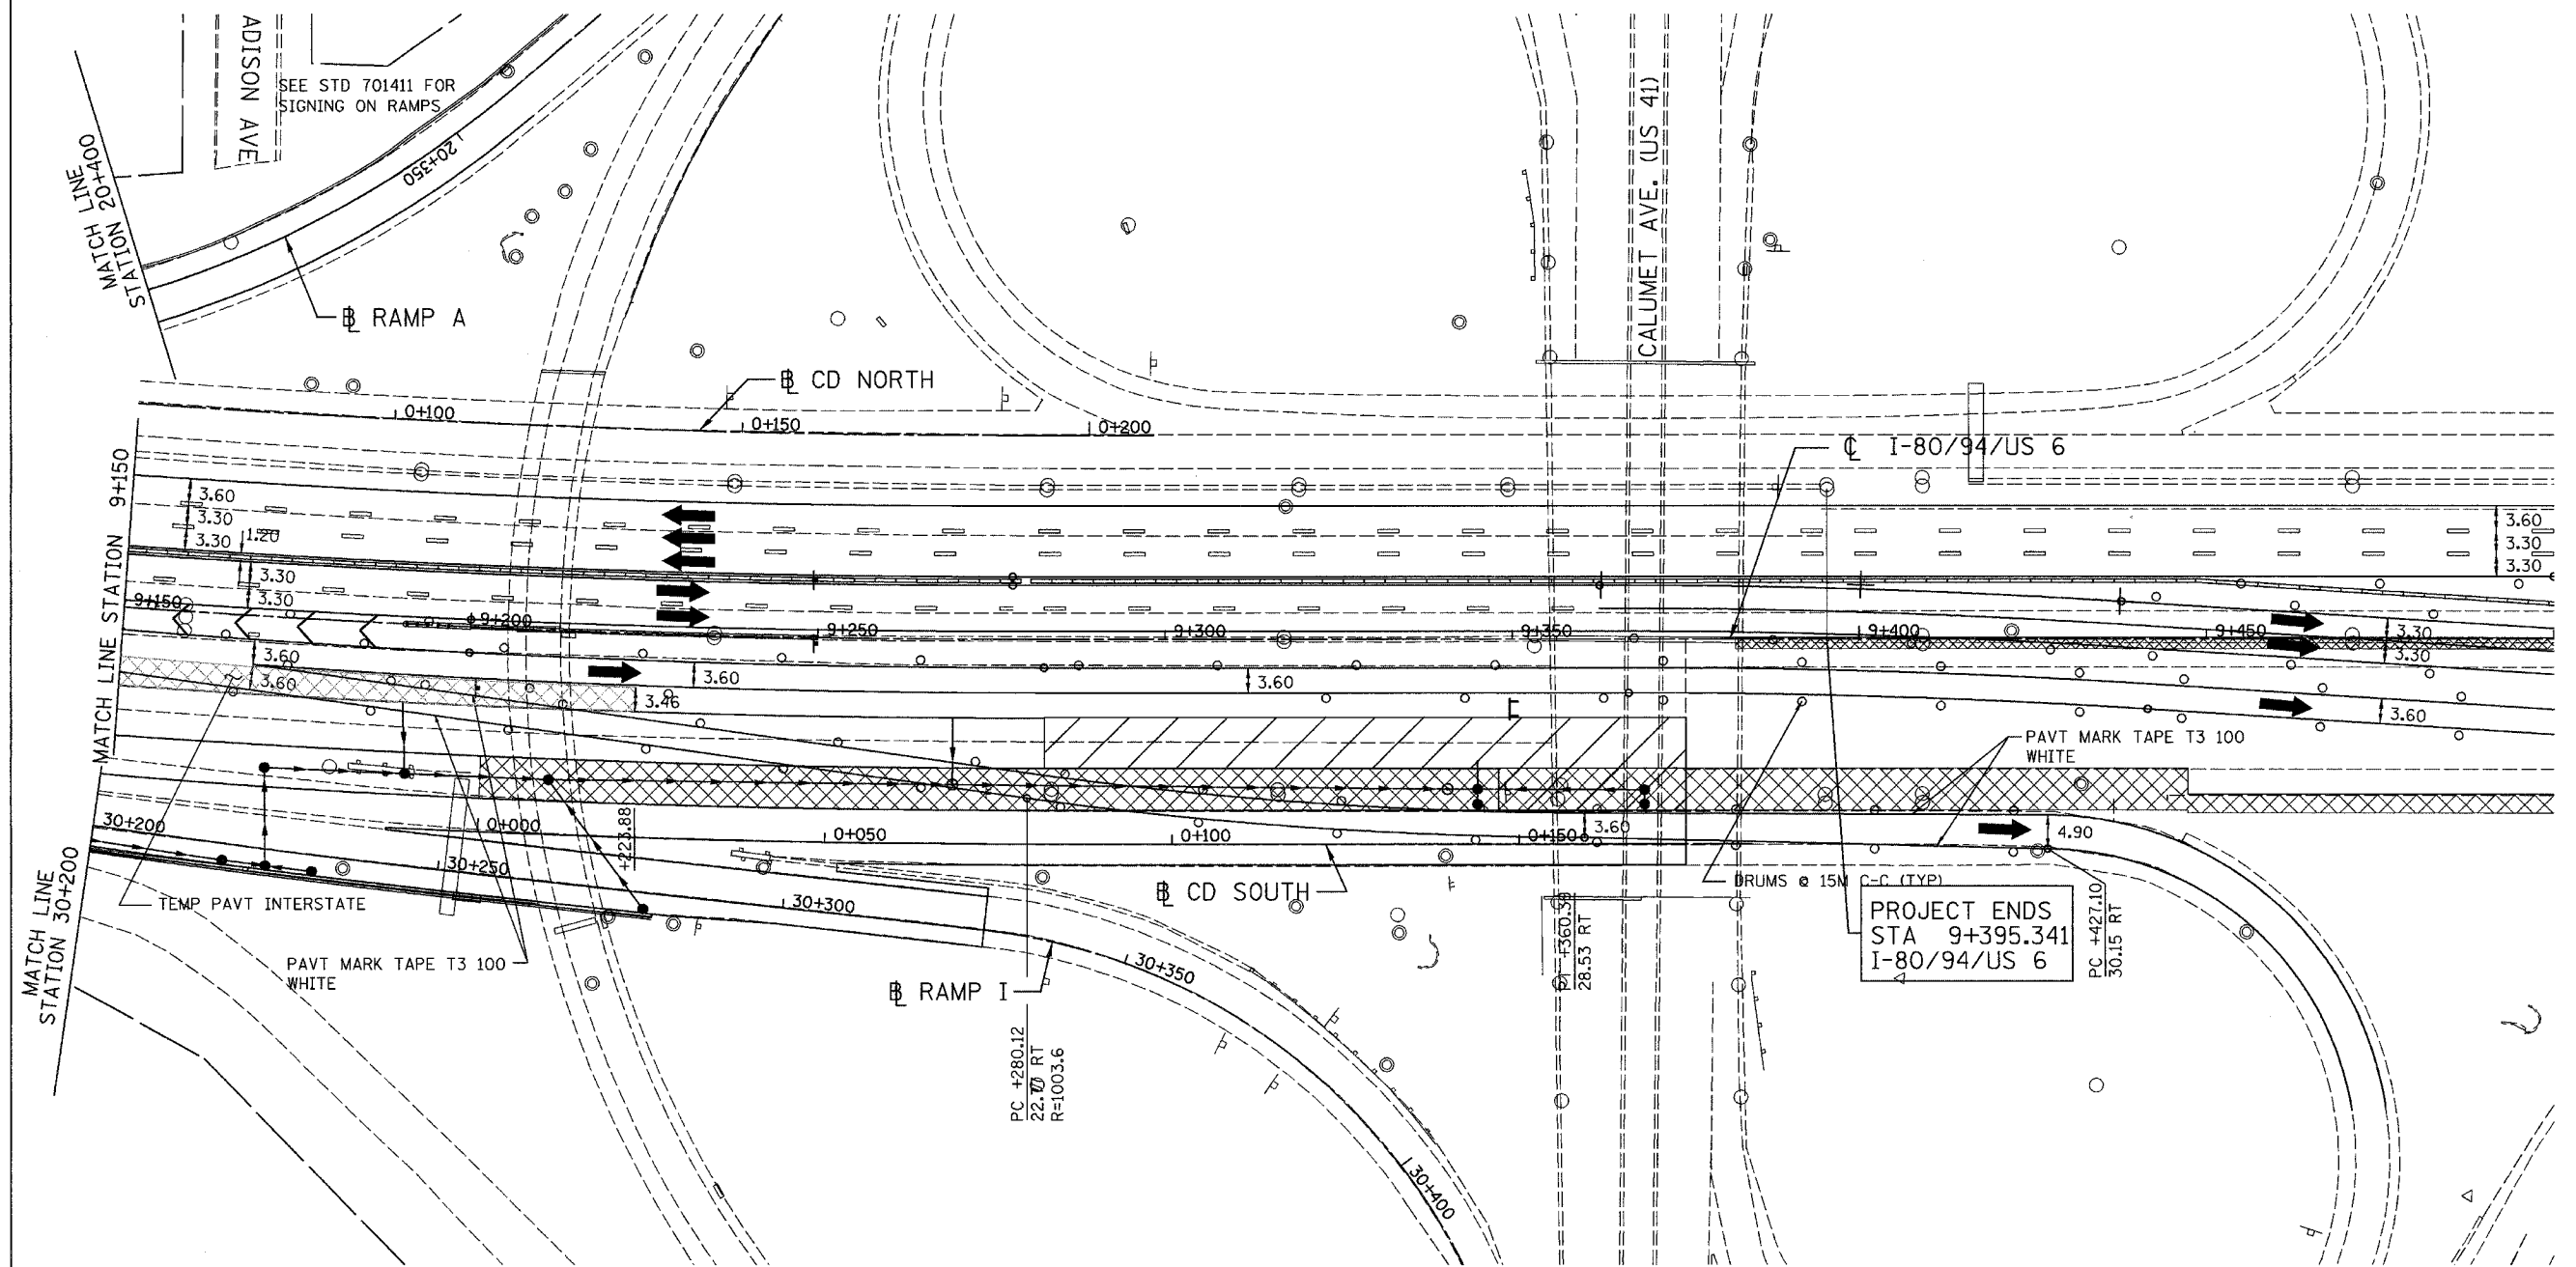 ADISON AVE
SEE STD 701411 FOR
SIGNING ON RAMPS
MATCH LINE
STATION 20+400
20+350
℄ RAMP A
CALUMET AVE. (US 41)
℄ CD NORTH
0+100
0+150
0+200
℄ I-80/94/US 6
MATCH LINE STATION 9+150
3.60
3.30
3.30
1.20
3.30
3.30
3.60
3.30
3.30
9+150
9+200
9+250
9+300
9+350
9+400
9+450
3.30
3.30
3.60
3.60
3.60
3.46
3.60
3.60
E
PAVT MARK TAPE T3 100
WHITE
30+200
0+000
0+050
0+100
0+150
3.60
4.90
+223.88
30+250
30+300
30+350
30+400
MATCH LINE
STATION 30+200
TEMP PAVT INTERSTATE
℄ CD SOUTH
DRUMS @ 15M C-C (TYP)
PROJECT ENDS
STA 9+395.341
I-80/94/US 6
PAVT MARK TAPE T3 100
WHITE
℄ RAMP I
PC +280.12
RT
R=1003.6
28.53 RT
PC +427.10
30.15 RT